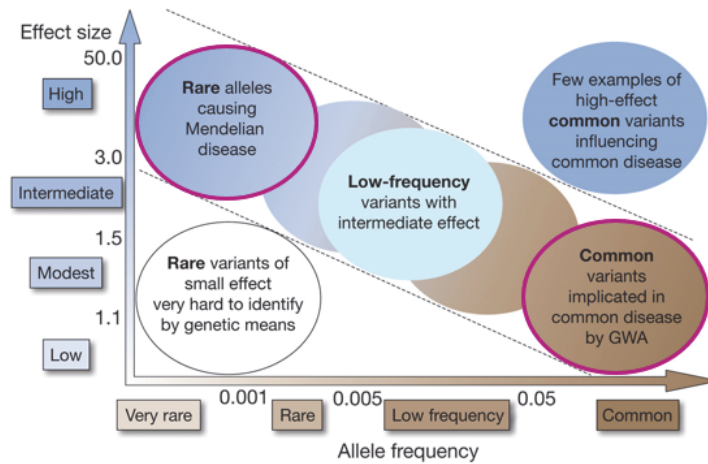 Effect size
50.0
High
3.0
Intermediate
1.5
Modest
1.1
Low
Rare alleles
causing
Mendelian
disease
Few examples of
high-effect
common variants
influencing
common disease
Low-frequency
variants with
intermediate effect
Rare variants of
small effect
very hard to identify
by genetic means
Common
variants
implicated in
common disease
by GWA
0.001
0.005
0.05
Very rare
Rare
Low frequency
Common
Allele frequency